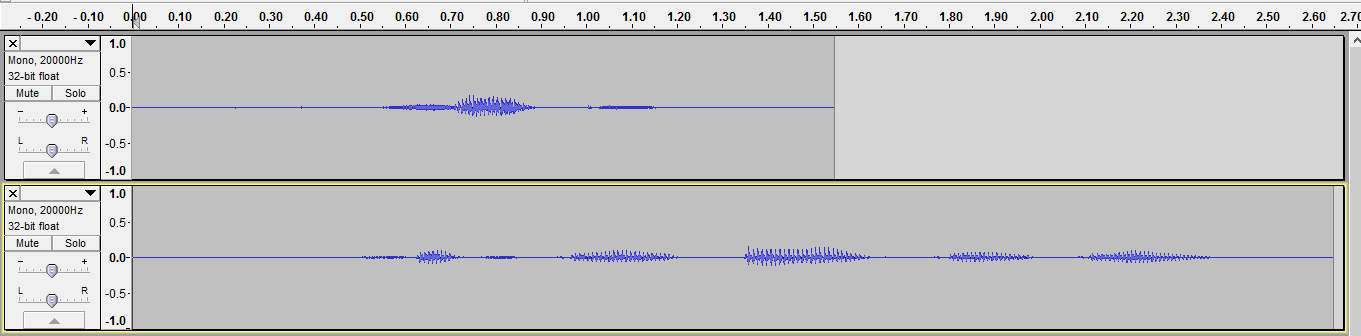 - 0.20 - 0.10 0.00 0.10 0.20 0.30 0.40 0.50 0.60 0.70 0.80 0.90 1.00 1.10 1.20 1.30 1.40 1.50 1.60 1.70 1.80 1.90 2.00 2.10 2.20 2.30 2.40 2.50 2.60 2.70
1.0
Mono, 20000Hz
32-bit float
0.5-
Mute Solo
- +
0.0-
L R
-0.5-
-1.0
1.0
Mono, 20000Hz
32-bit float
0.5-
Mute Solo
- +
0.0-
L R
-0.5-
-1.0